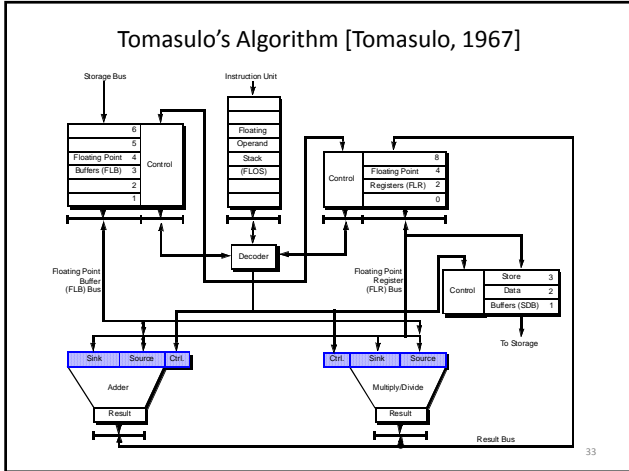 Tomasulo's Algorithm [Tomasulo, 1967]
Storage Bus
Instruction Unit
6
5
Floating Point 4
Buffers (FLB) 3
2
1
Control
Floating
Operand
Stack
(FLOS)
Control
8
Floating Point 4
Registers (FLR) 2
0
Decoder
Floating Point
Buffer
(FLB) Bus
Floating Point
Register
(FLR) Bus
Control
Store 3
Data 2
Buffers (SDB) 1
To Storage
Sink Source Ctrl.
Adder
Result
Ctrl. Sink Source
Multiply/Divide
Result
Result Bus
33